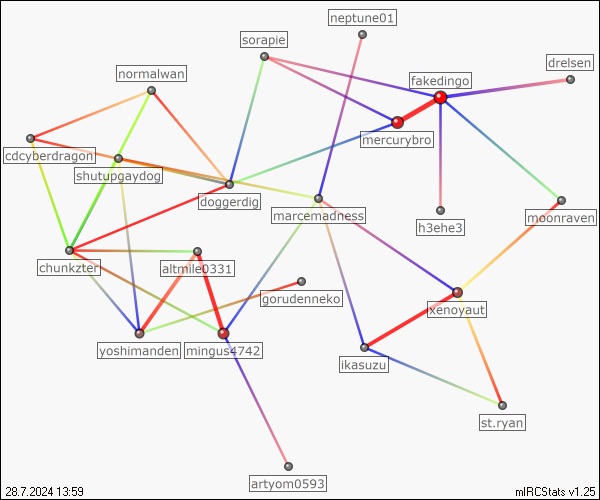 neptune01
sorapie
drelsen
normalwan
fakedingo
mercurybro
cdcyberdragon
shutupgaydog
doggerdig
marcemadness
moonraven
h3ehe3
chunkzter
altmile0331
gorudenneko
xenoyaut
yoshimanden
mingus4742
ikasuzu
st.ryan
artyom0593
28.7.2024 13:59
mIRCStats v1.25